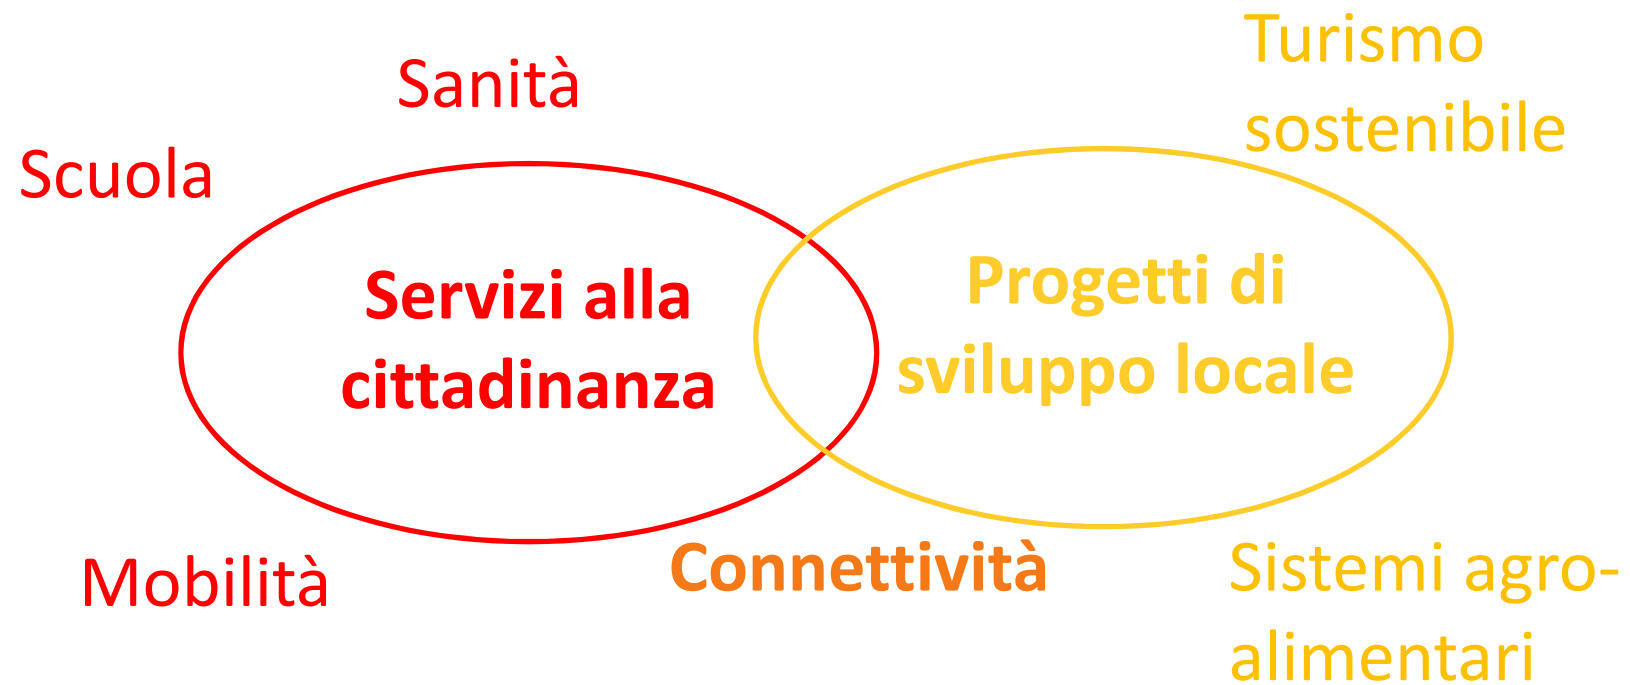 Sanità
Scuola
Servizi alla
cittadinanza
Mobilità
Turismo
sostenibile
Progetti di
sviluppo locale
Connettività
Sistemi agro-
alimentari